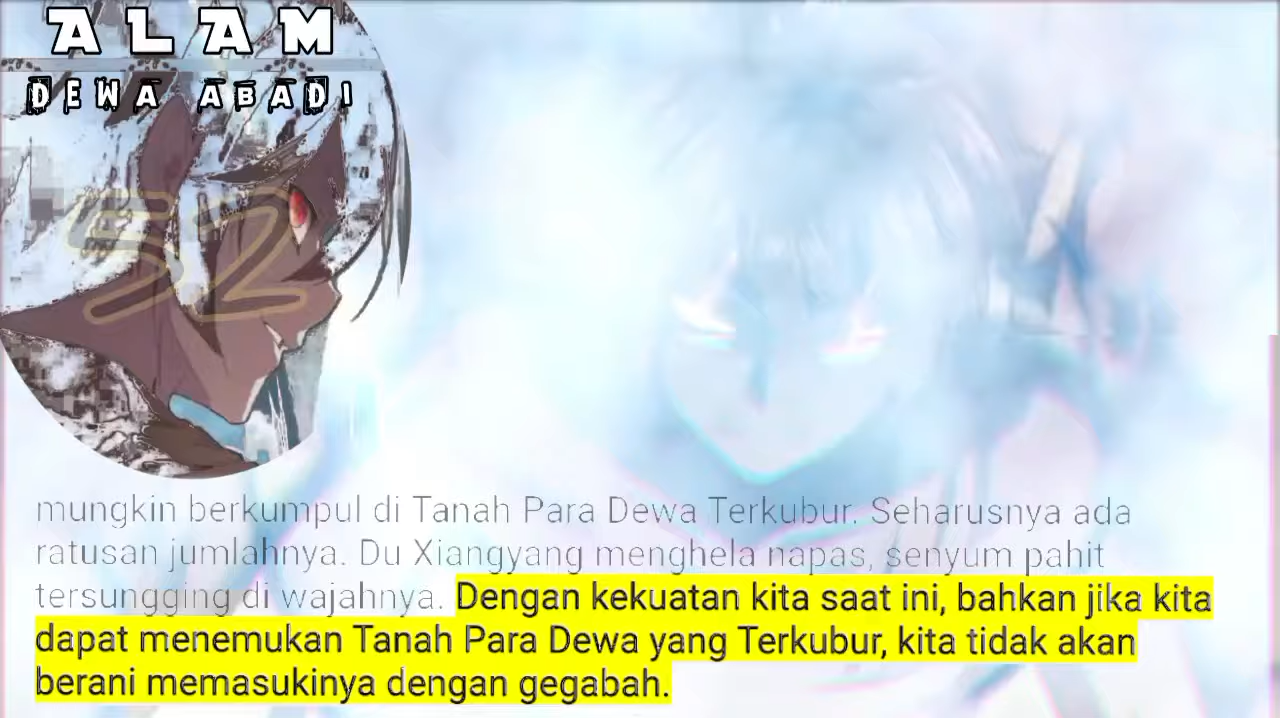 ALAM
DEWA ABADI
52
mungkin berkumpul di Tanah Para Dewa Terkubur. Seharusnya ada
ratusan jumlahnya. Du Xiangyang menghela napas, senyum pahit
tersungging di wajahnya. Dengan kekuatan kita saat ini, bahkan jika kita
dapat menemukan Tanah Para Dewa yang Terkubur, kita tidak akan
berani memasukinya dengan gegabah.